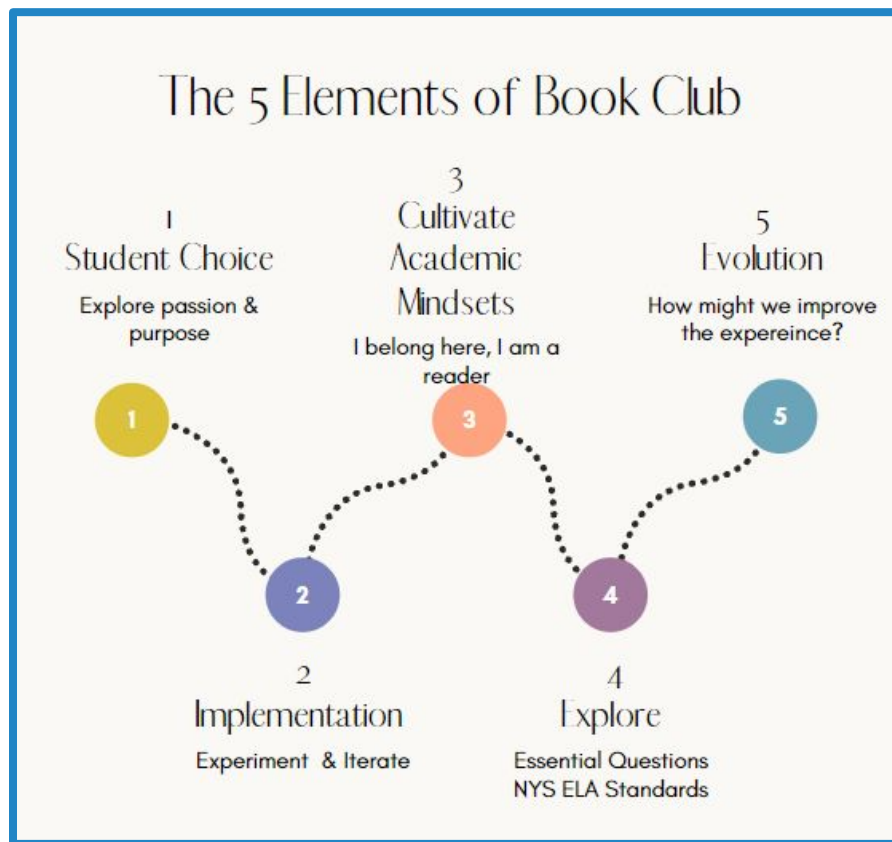 The 5 Elements of Book Club
1
Student Choice
Explore passion &
purpose
1
2
2
Implementation
Experiment & Iterate
3
Cultivate
Academic
Mindsets
I belong here, I am a
reader
3
4
4
Explore
Essential Questions
NYS ELA Standards
5
Evolution
How might we improve
the expereince?
5